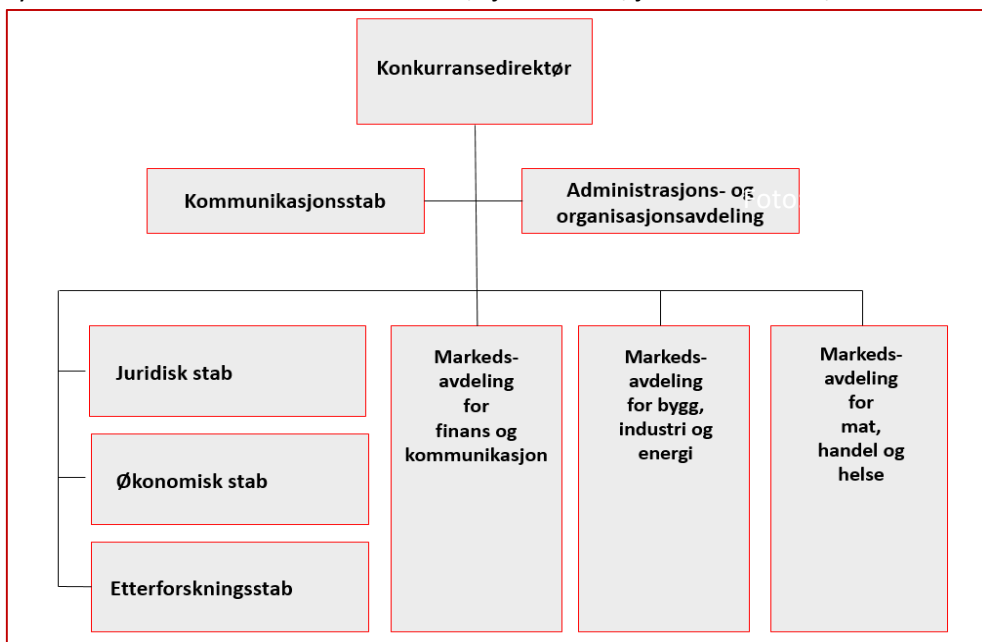 Konkurransedirektør
Kommunikasjonsstab
Administrasjons- og
organisasjonsavdeling
Foto:
Juridisk stab
Økonomisk stab
Etterforskningsstab
Markeds-
avdeling
for
finans og
kommunikasjon
Markeds-
avdeling
for bygg,
industri og
energi
Markeds-
avdeling
for
mat,
handel og
helse